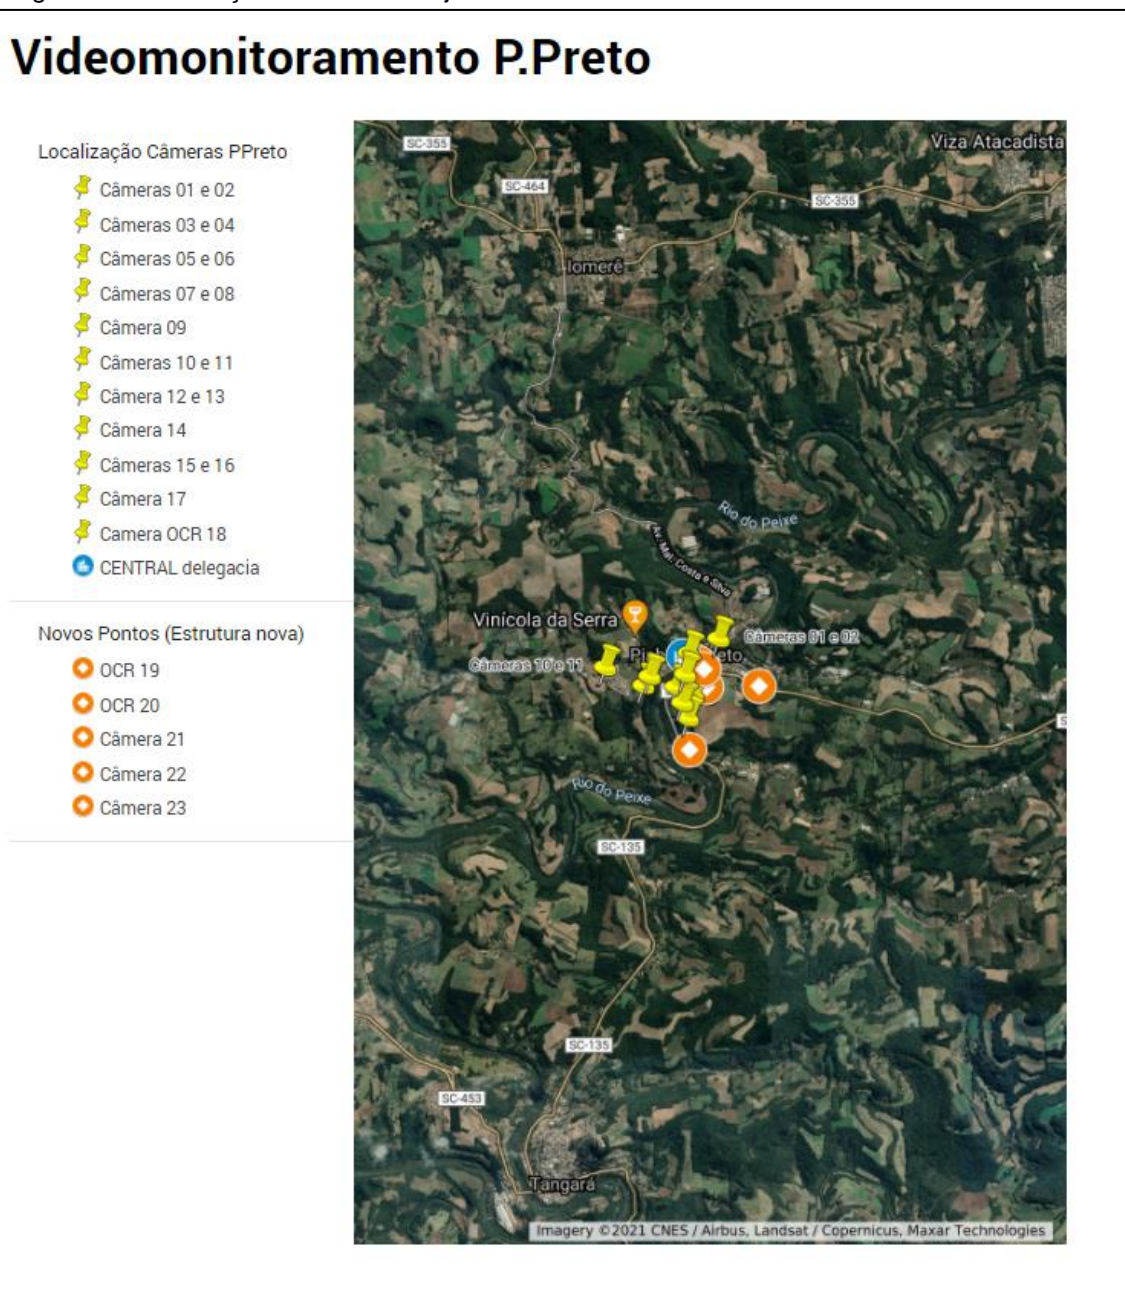 Videomonitoramento P.Preto
Localização Câmeras PPreto
Câmeras 01 e 02
Câmeras 03 e 04
Câmeras 05 e 06
Câmeras 07 e 08
Câmera 09
Câmeras 10 e 11
Câmera 12 e 13
Câmera 14
Câmeras 15 e 16
Câmera 17
Camera OCR 18
CENTRAL delegacia
Novos Pontos (Estrutura nova)
OCR 19
OCR 20
Câmera 21
Câmera 22
Câmera 23
SC-355
Viza Atacadista
SC-464
SC-355
Iomerê
Rio do Peixe
Av. Mal. Costa e Silva
Vinícola da Serra
Câmeras 01 e 02
Câmeras 10 e 11
Rio do Peixe
SC-135
SC-135
SC-453
Tangará
Imagery ©2021 CNES / Airbus, Landsat / Copernicus, Maxar Technologies